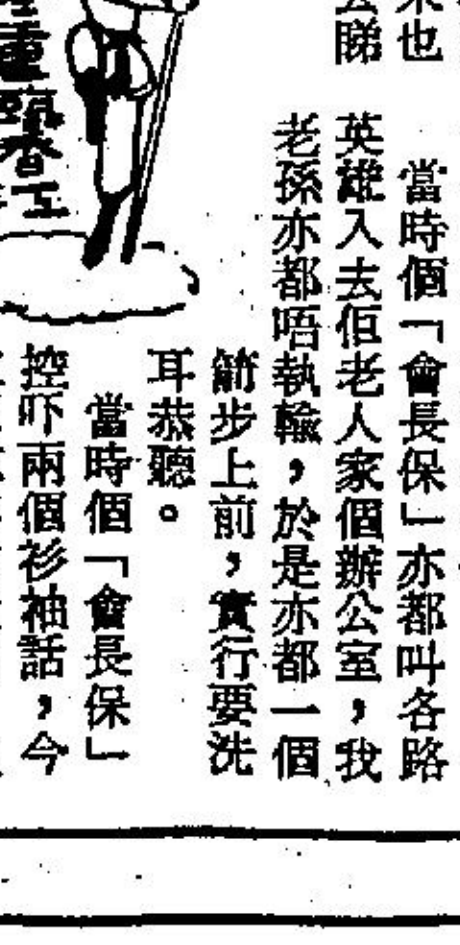 米也
睇
當時個「會長保」亦都叫各路
英雄入去佢老人家個辦公室，我
老孫亦都唔執輸，於是亦都一個
箭步上前，實行要洗
耳恭聽。
當時個「會長保」
控吓兩個衫袖話，今